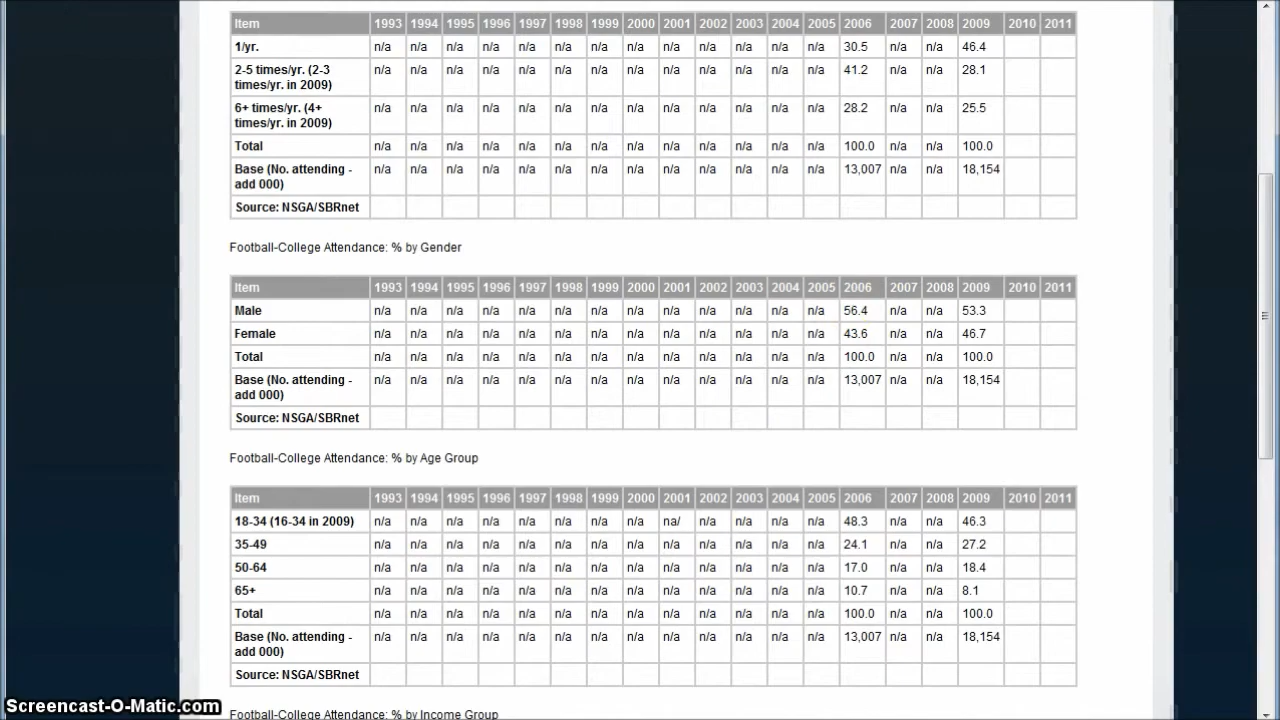 Item 1993 1994 1995 1996 1997 1998 1999 2000 2001 2002 2003 2004 2005 2006 2007 2008 2009 2010 2011
1/yr. n/a n/a n/a n/a n/a n/a n/a n/a n/a n/a n/a n/a n/a 30.5 n/a n/a 46.4
2-5 times/yr. (2-3 n/a n/a n/a n/a n/a n/a n/a n/a n/a n/a n/a n/a n/a 41.2 n/a n/a 28.1
times/yr. in 2009)
6+ times/yr. (4+ n/a n/a n/a n/a n/a n/a n/a n/a n/a n/a n/a n/a n/a 28.2 n/a n/a 25.5
times/yr. in 2009)
Total n/a n/a n/a n/a n/a n/a n/a n/a n/a n/a n/a n/a n/a 100.0 n/a n/a 100.0
Base (No. attending - n/a n/a n/a n/a n/a n/a n/a n/a n/a n/a n/a n/a n/a 13,007 n/a n/a 18,154
add 000)
Source: NSGA/SBRnet
Football-College Attendance: % by Gender
Item 1993 1994 1995 1996 1997 1998 1999 2000 2001 2002 2003 2004 2005 2006 2007 2008 2009 2010 2011
Male n/a n/a n/a n/a n/a n/a n/a n/a n/a n/a n/a n/a n/a 56.4 n/a n/a 53.3
Female n/a n/a n/a n/a n/a n/a n/a n/a n/a n/a n/a n/a n/a 43.6 n/a n/a 46.7
Total n/a n/a n/a n/a n/a n/a n/a n/a n/a n/a n/a n/a n/a 100.0 n/a n/a 100.0
Base (No. attending - n/a n/a n/a n/a n/a n/a n/a n/a n/a n/a n/a n/a n/a 13,007 n/a n/a 18,154
add 000)
Source: NSGA/SBRnet
Football-College Attendance: % by Age Group
Item 1993 1994 1995 1996 1997 1998 1999 2000 2001 2002 2003 2004 2005 2006 2007 2008 2009 2010 2011
18-34 (16-34 in 2009) n/a n/a n/a n/a n/a n/a n/a n/a na/ n/a n/a n/a n/a 48.3 n/a n/a 46.3
35-49 n/a n/a n/a n/a n/a n/a n/a n/a n/a n/a n/a n/a n/a 24.1 n/a n/a 27.2
50-64 n/a n/a n/a n/a n/a n/a n/a n/a n/a n/a n/a n/a n/a 17.0 n/a n/a 18.4
65+ n/a n/a n/a n/a n/a n/a n/a n/a n/a n/a n/a n/a n/a 10.7 n/a n/a 8.1
Total n/a n/a n/a n/a n/a n/a n/a n/a n/a n/a n/a n/a n/a 100.0 n/a n/a 100.0
Base (No. attending - n/a n/a n/a n/a n/a n/a n/a n/a n/a n/a n/a n/a n/a 13,007 n/a n/a 18,154
add 000)
Source: NSGA/SBRnet
Football-College Attendance: % by Income Group
Screencast-O-Matic.com